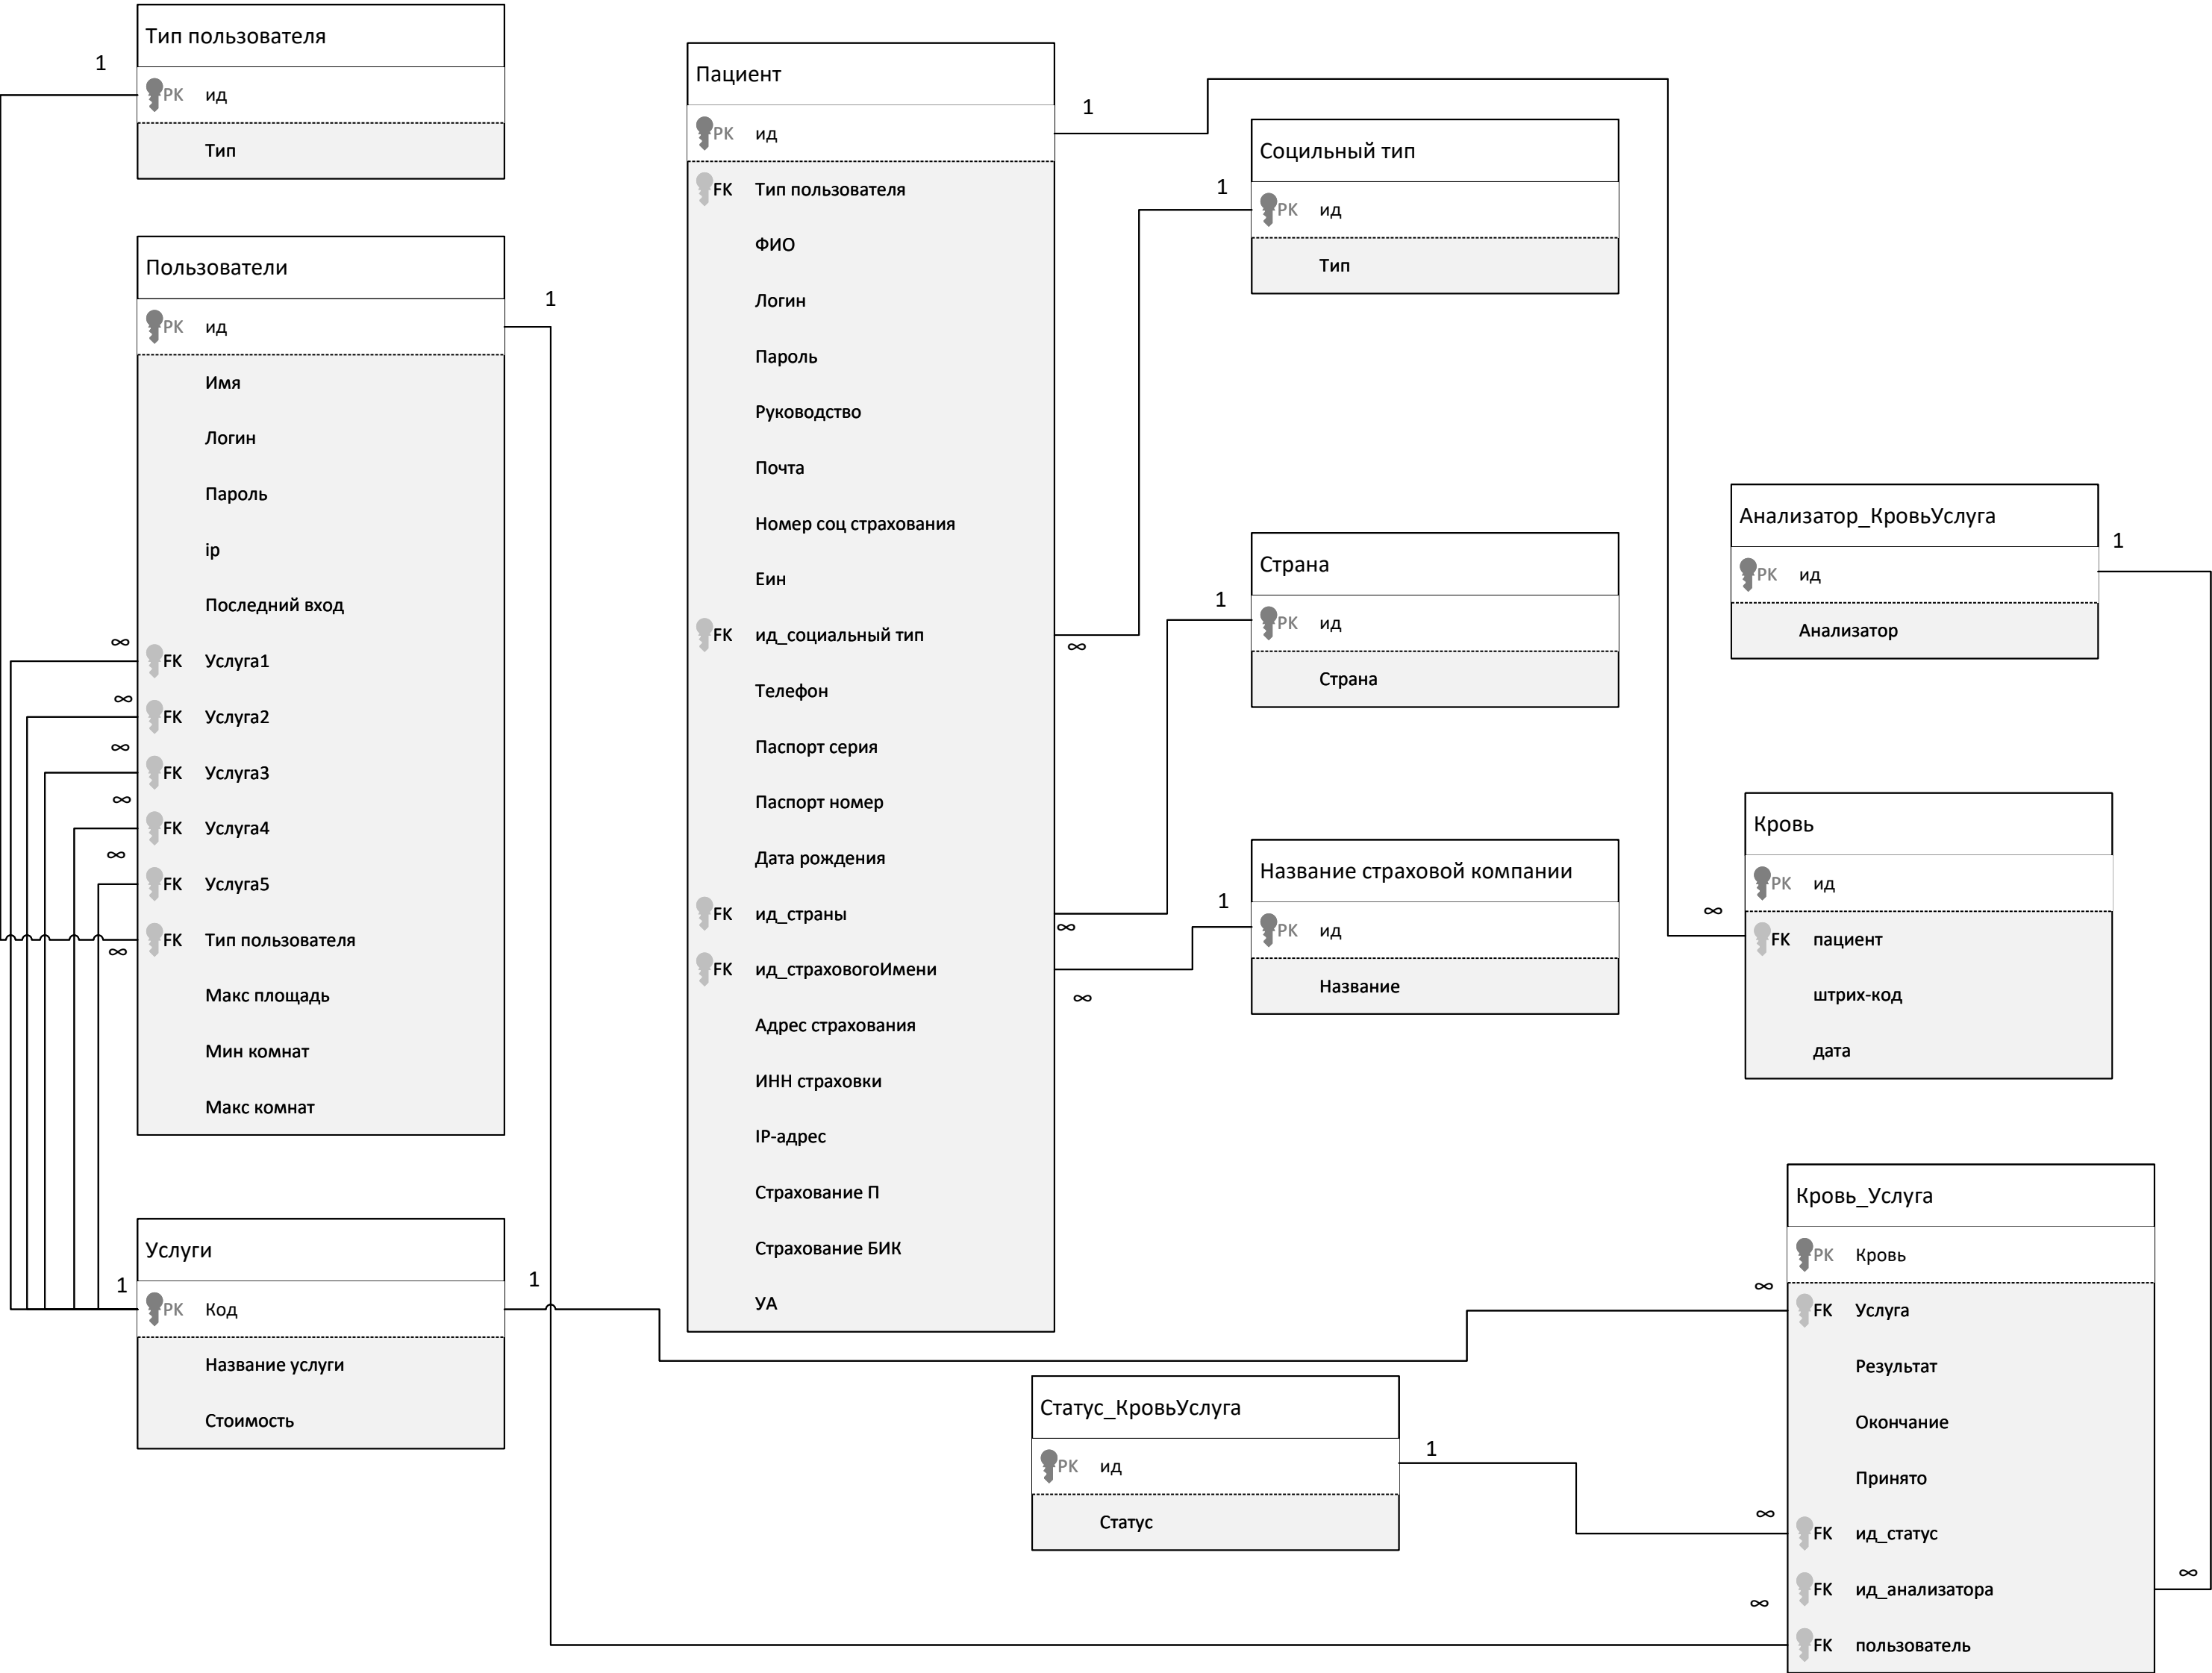 Тип пользователя
1
PK ид
Тип
Пользователи
1
PK ид
Имя
Логин
Пароль
ip
Последний вход
∞
FK Услуга1
∞
FK Услуга2
∞
FK Услуга3
∞
FK Услуга4
∞
FK Услуга5
FK Тип пользователя
∞
Макс площадь
Мин комнат
Макс комнат
Услуги
1
1
PK Код
Название услуги
Стоимость
Пациент
1
PK ид
FK Тип пользователя
ФИО
Логин
Пароль
Руководство
Почта
Номер соц страхования
Еин
FK ид_социальный тип
∞
Телефон
Паспорт серия
Паспорт номер
Дата рождения
FK ид_страны
∞
FK ид_страховогоИмени
∞
Адрес страхования
ИНН страховки
IP-адрес
Страхование П
Страхование БИК
УА
Социльный тип
1
PK ид
Тип
Страна
1
PK ид
Страна
Название страховой компании
1
PK ид
Название
Статус_КровьУслуга
1
PK ид
Статус
Анализатор_КровьУслуга
1
PK ид
Анализатор
Кровь
PK ид
∞
FK пациент
штрих-код
дата
Кровь_Услуга
PK Кровь
∞
FK Услуга
Результат
Окончание
Принято
∞
FK ид_статус
∞
FK ид_анализатора
∞
FK пользователь